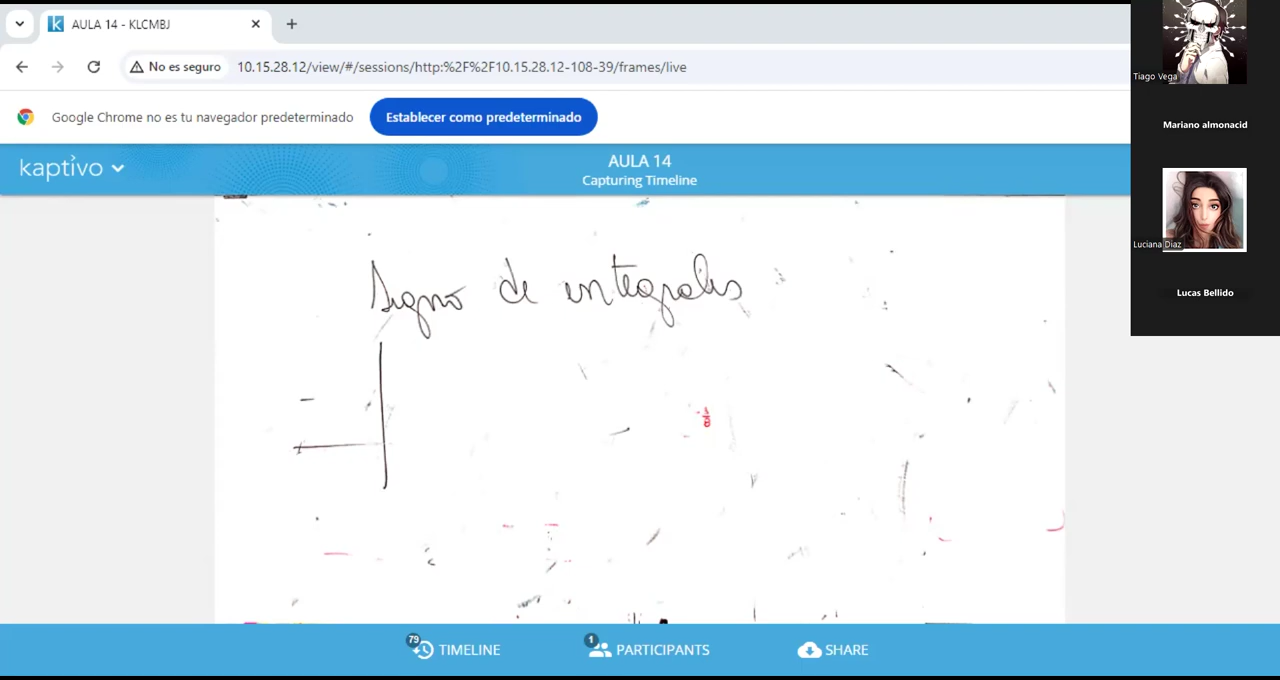 AULA 14 - KLCMBJ
No es seguro
10.15.28.12/view/#/sessions/http:%2F%2F10.15.28.12-108-39/frames/live
Google Chrome no es tu navegador predeterminado
Establecer como predeterminado
kaptivo
AULA 14
Capturing Timeline
Signo de integrales
79
TIMELINE
1
PARTICIPANTS
SHARE
Tiago Vega
Mariano almonacid
Luciana Diaz
Lucas Bellido